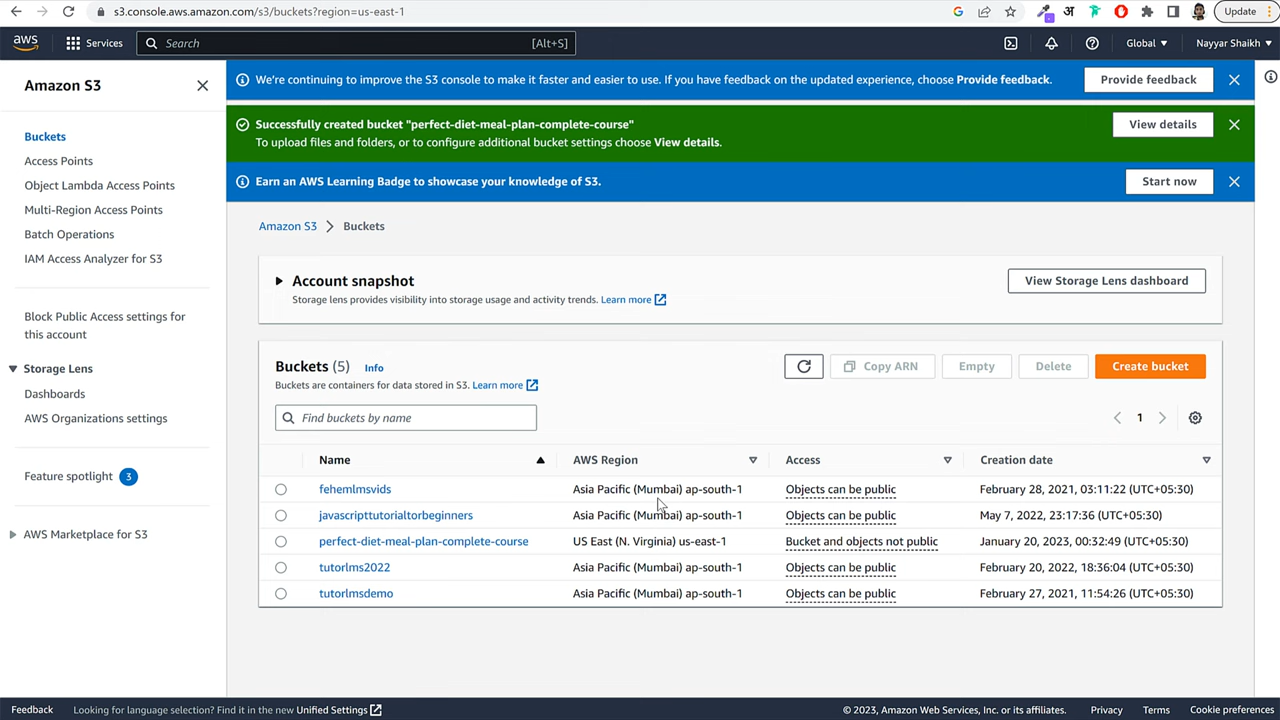 s3.console.aws.amazon.com/s3/buckets?region=us-east-1
Update
aws
Services
Search
[Alt+S]
Global
Nayyar Shaikh
Amazon S3
Buckets
Access Points
Object Lambda Access Points
Multi-Region Access Points
Batch Operations
IAM Access Analyzer for S3
Block Public Access settings for
this account
Storage Lens
Dashboards
AWS Organizations settings
Feature spotlight 3
AWS Marketplace for S3
We're continuing to improve the S3 console to make it faster and easier to use. If you have feedback on the updated experience, choose Provide feedback.
Provide feedback
Successfully created bucket "perfect-diet-meal-plan-complete-course"
To upload files and folders, or to configure additional bucket settings choose View details.
View details
Earn an AWS Learning Badge to showcase your knowledge of S3.
Start now
Amazon S3 > Buckets
Account snapshot
Storage lens provides visibility into storage usage and activity trends. Learn more
View Storage Lens dashboard
Buckets (5) Info
Buckets are containers for data stored in S3. Learn more
Copy ARN
Empty
Delete
Create bucket
Find buckets by name
1
Name AWS Region Access Creation date
fehemlmsvids Asia Pacific (Mumbai) ap-south-1 Objects can be public February 28, 2021, 03:11:22 (UTC+05:30)
javascripttutorialtorbeginners Asia Pacific (Mumbai) ap-south-1 Objects can be public May 7, 2022, 23:17:36 (UTC+05:30)
perfect-diet-meal-plan-complete-course US East (N. Virginia) us-east-1 Bucket and objects not public January 20, 2023, 00:32:49 (UTC+05:30)
tutorlms2022 Asia Pacific (Mumbai) ap-south-1 Objects can be public February 20, 2022, 18:36:04 (UTC+05:30)
tutorlmsdemo Asia Pacific (Mumbai) ap-south-1 Objects can be public February 27, 2021, 11:54:26 (UTC+05:30)
Feedback
Looking for language selection? Find it in the new Unified Settings
© 2023, Amazon Web Services, Inc. or its affiliates.
Privacy
Terms
Cookie preferences